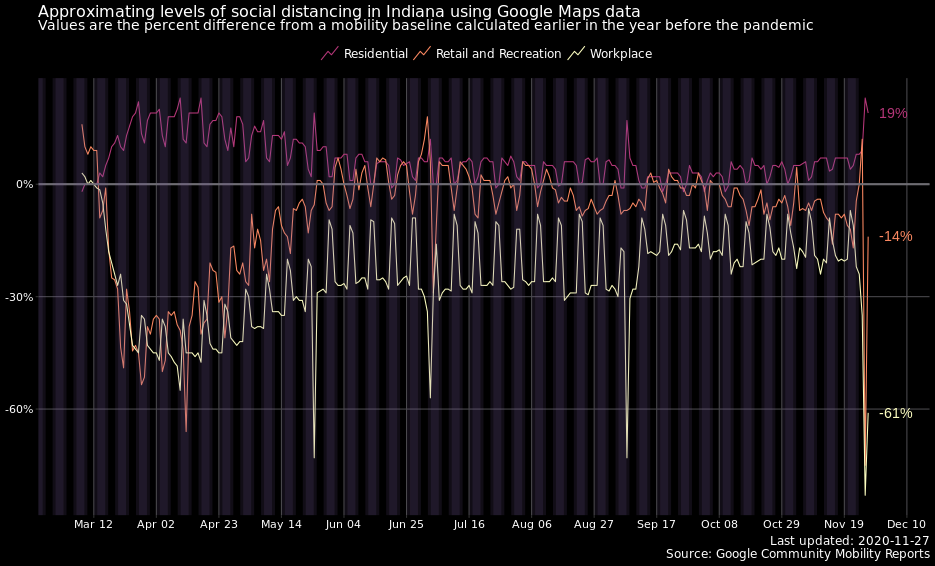 Approximating levels of social distancing in Indiana using Google Maps data
Values are the percent difference from a mobility baseline calculated earlier in the year before the pandemic
Residential Retail and Recreation Workplace
19%
0%
-14%
-30%
-60%
-61%
Mar 12 Apr 02 Apr 23 May 14 Jun 04 Jun 25 Jul 16 Aug 06 Aug 27 Sep 17 Oct 08 Oct 29 Nov 19 Dec 10
Last updated: 2020-11-27
Source: Google Community Mobility Reports